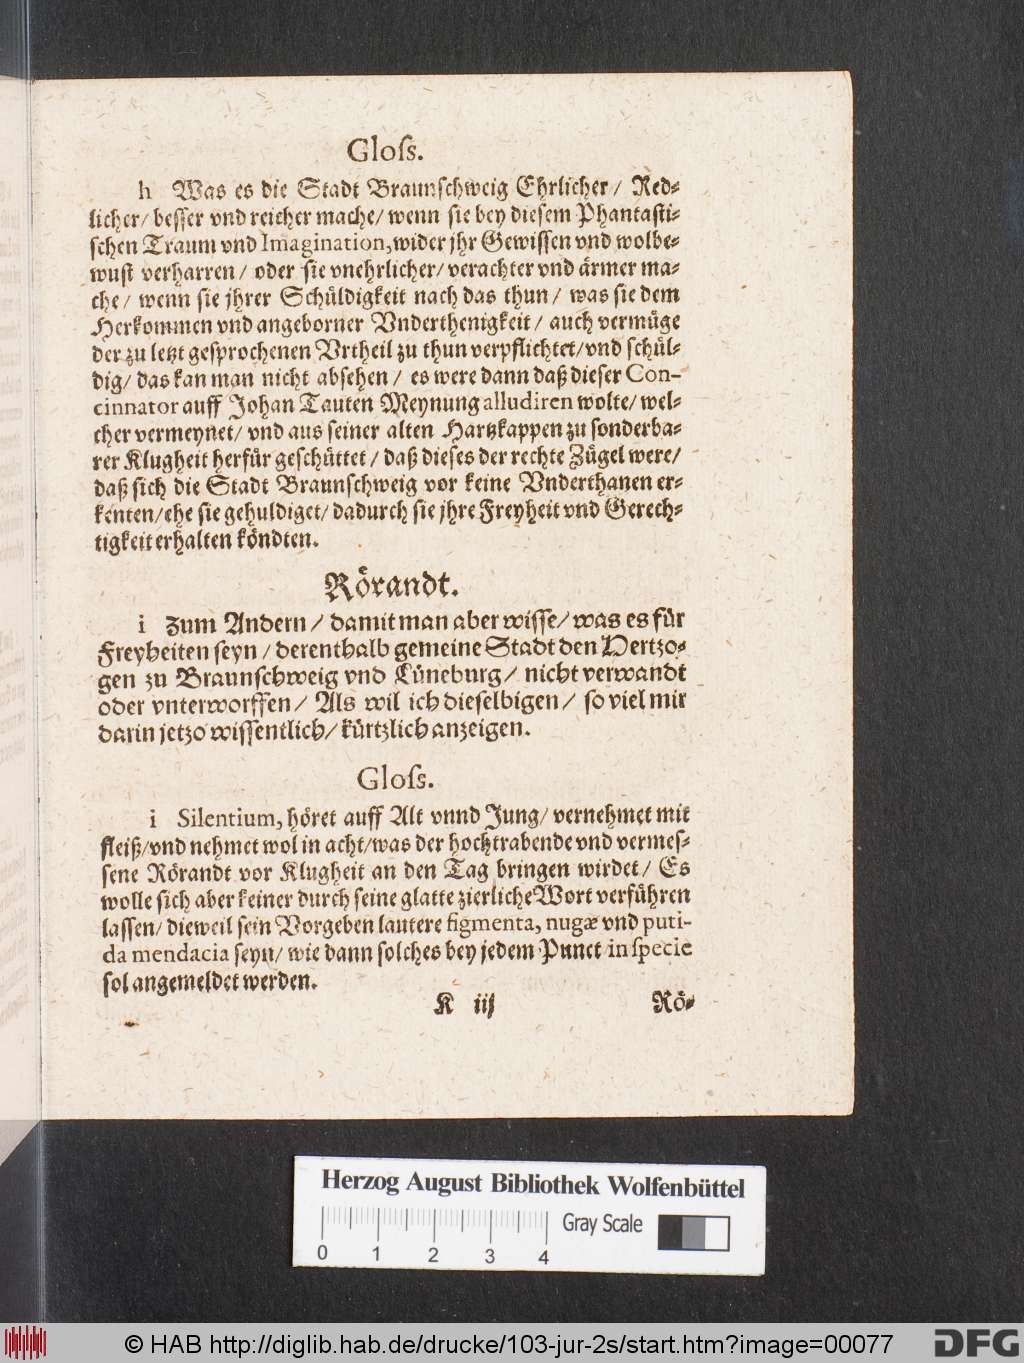 Gloſs.
h Was es die Stadt Braunschweig Ehrlicher / Red-
licher/ besser vnd reicher mache/ wenn sie bey diesem Phantasti-
schen Traum vnd Imagination, wider jhr Gewissen vnd wolbe-
wust verharren / oder sie vnehrlicher/ verachter vnd ärmer ma-
che / wenn sie jhrer Schüldigkeit nach das thun / was sie dem
Herkommen vnd angeborner Vnderthenigkeit / auch vermüge
der zu letzt gesprochenen Vrtheil zu thun verpflichtet/ vnd schül-
dig/ das kan man nicht absehen / es were dann daß dieser Con-
cinnator auff Johan Tauten Meynung alludiren wolte/ wel-
cher vermeynet/ vnd aus seiner alten Hartzkappen zu sonderba-
rer Klugheit herfür geschüttet / daß dieses der rechte Zügel were/
daß sich die Stadt Braunschweig vor keine Vnderthanen er-
kenten/ ehe sie gehuldiget/ dadurch sie jhre Freyheit vnd Gerech-
tigkeit erhalten köndten.
Rörandt.
i Zum Andern / damit man aber wisse/ was es für
Freyheiten seyn / derenthalb gemeine Stadt den Hertzo-
gen zu Braunschweig vnd Lüneburg / nicht verwandt
oder vnterworffen / Als wil ich dieselbigen / so viel mir
darin jetzo wissentlich/ kürtzlich anzeigen.
Gloſs.
i Silentium, höret auff Alt vnnd Jung/ vernehmet mit
fleiß/ vnd nehmet wol in acht/ was der hochtrabende vnd vermes-
sene Rörandt vor Klugheit an den Tag bringen wirdet / Es
wolle sich aber keiner durch seine glatte zierliche Wort verführen
lassen/ dieweil sein Vorgeben lautere figmenta, nugæ vnd puti-
da mendacia seyn/ wie dann solches bey jedem Punct in specie
sol angemeldet werden.
K iij Rö-
Herzog August Bibliothek Wolfenbüttel
Gray Scale
0 1 2 3 4
© HAB http://diglib.hab.de/drucke/103-jur-2s/start.htm?image=00077
DFG